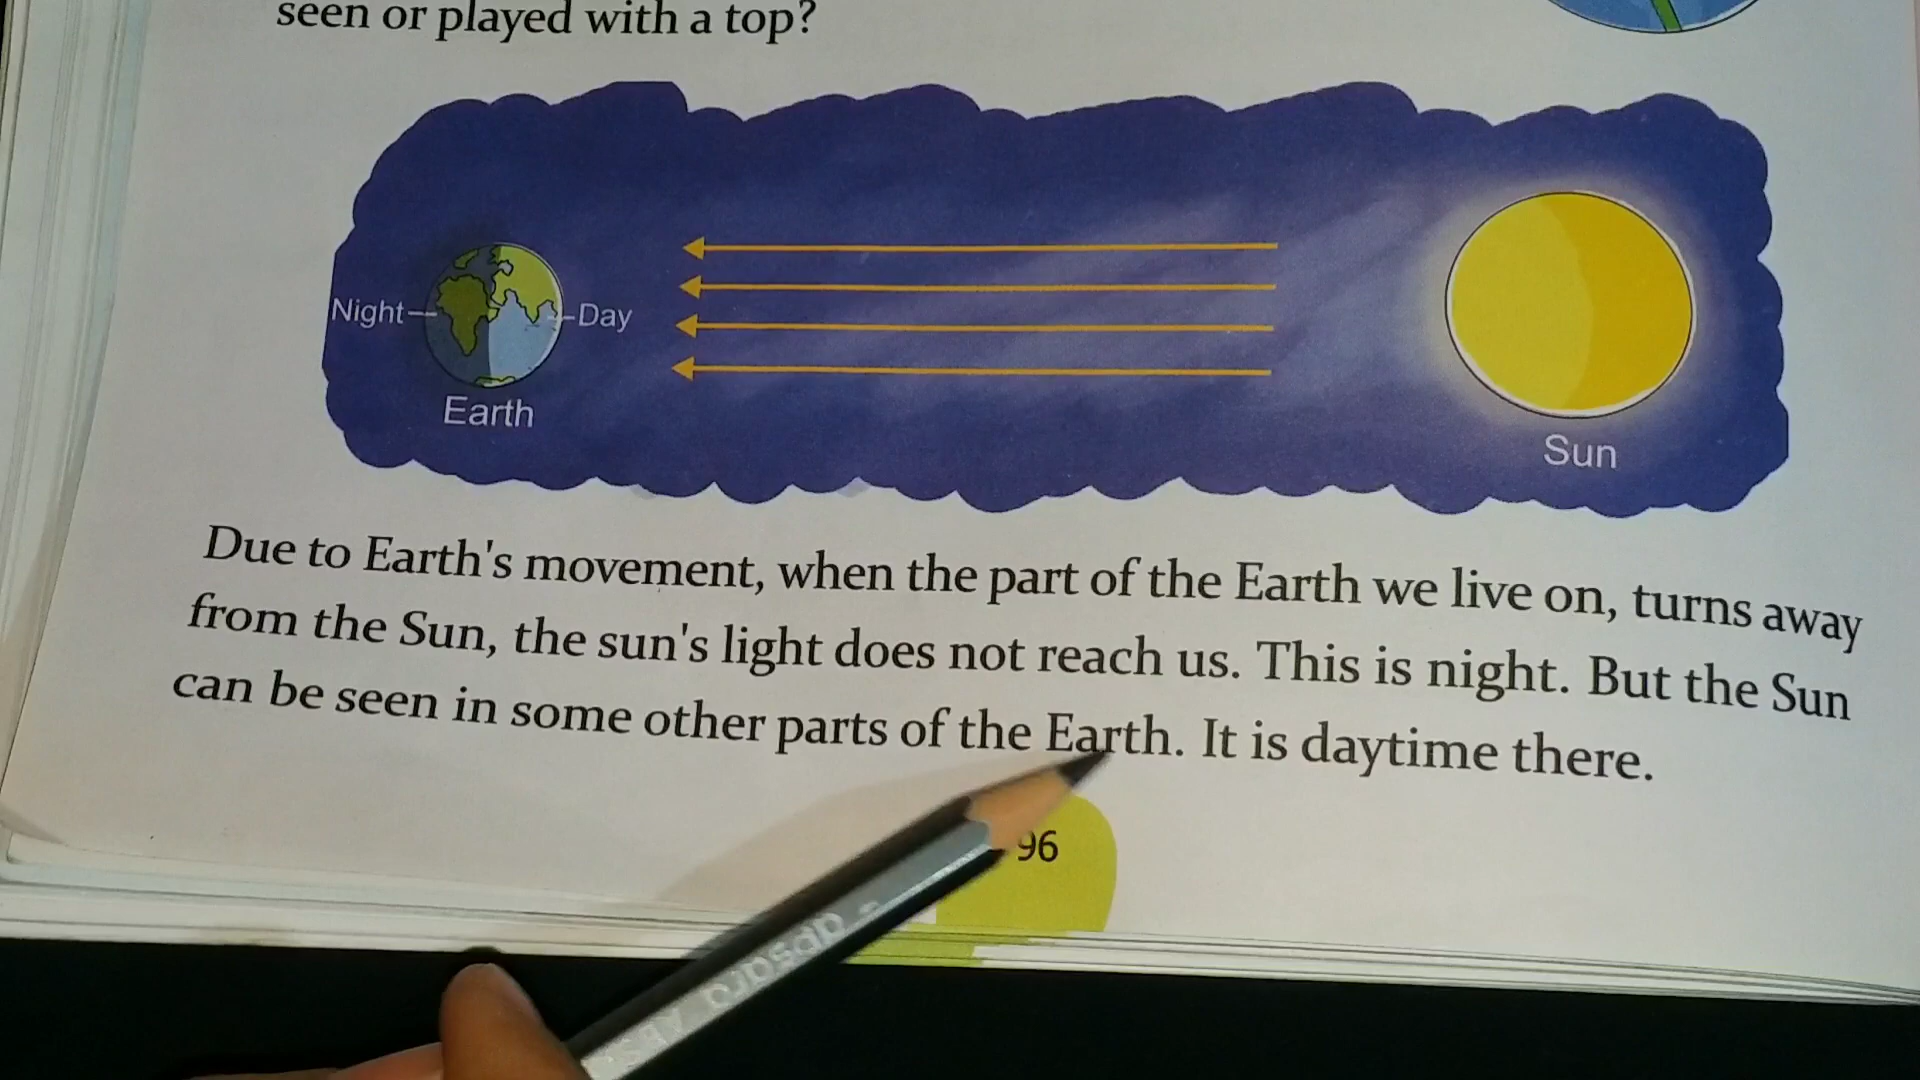 seen or played with a top?
Night
Day
Earth
Sun
Due to Earth's movement, when the part of the Earth we live on, turns away
from the Sun, the sun's light does not reach us. This is night. But the Sun
can be seen in some other parts of the Earth. It is daytime there.
96
apsara